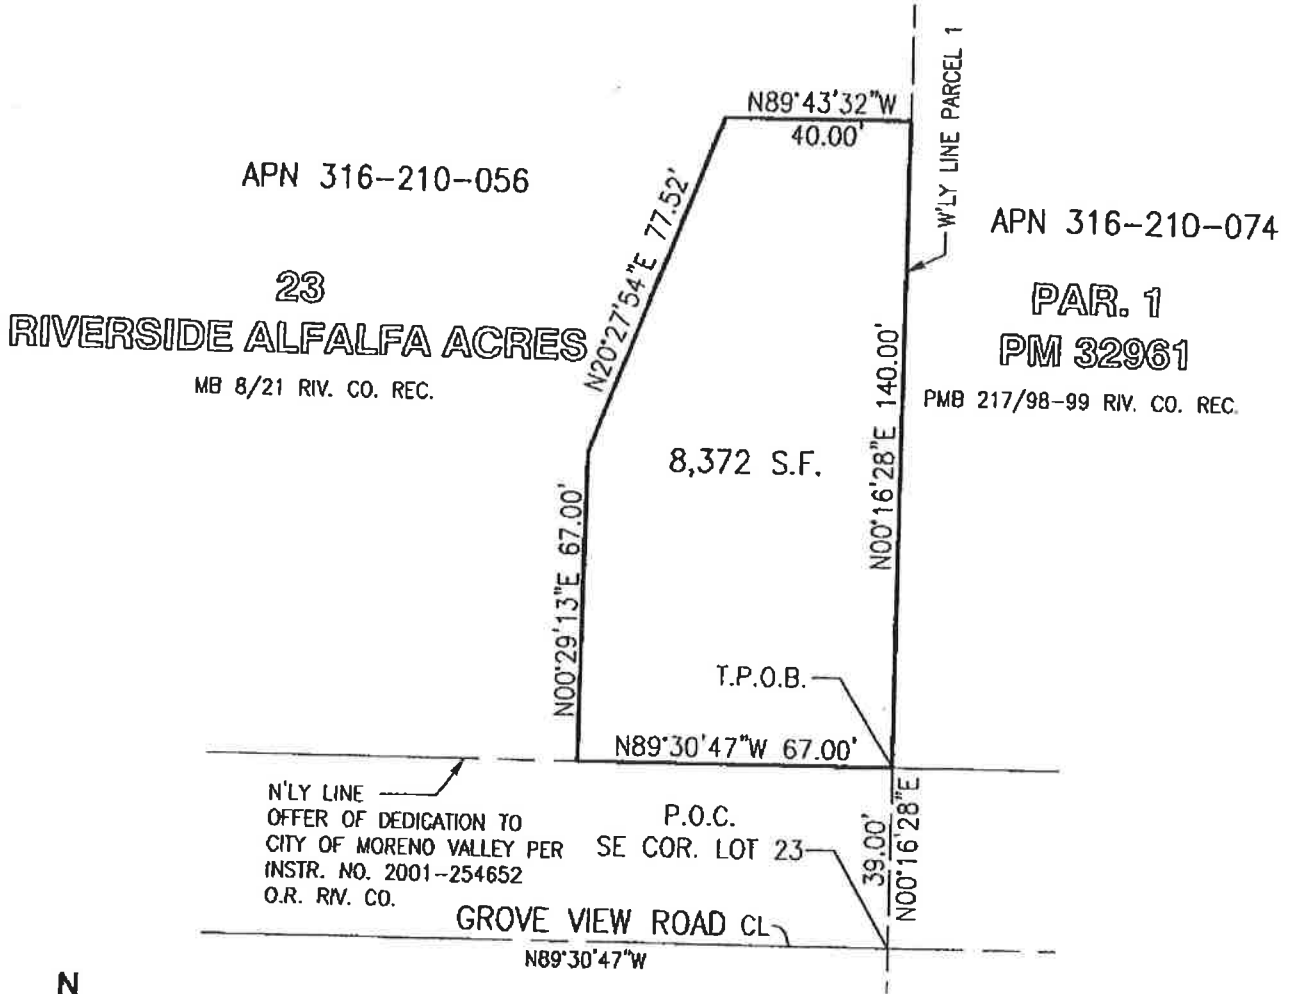 N89°43'32"W
40.00'
W'LY LINE PARCEL 1
APN 316-210-056
N20°27'54"E 77.52'
APN 316-210-074
23
RIVERSIDE ALFALFA ACRES
MB 8/21 RIV. CO. REC.
PAR. 1
PM 32961
PMB 217/98-99 RIV. CO. REC.
N00°16'28"E 140.00'
8,372 S.F.
N00°29'13"E 67.00'
T.P.O.B.
N89°30'47"W 67.00'
N'LY LINE
OFFER OF DEDICATION TO
CITY OF MORENO VALLEY PER
INSTR. NO. 2001-254652
O.R. RIV. CO.
P.O.C.
SE COR. LOT 23
39.00'
N00°16'28"E
GROVE VIEW ROAD CL
N89°30'47"W
N